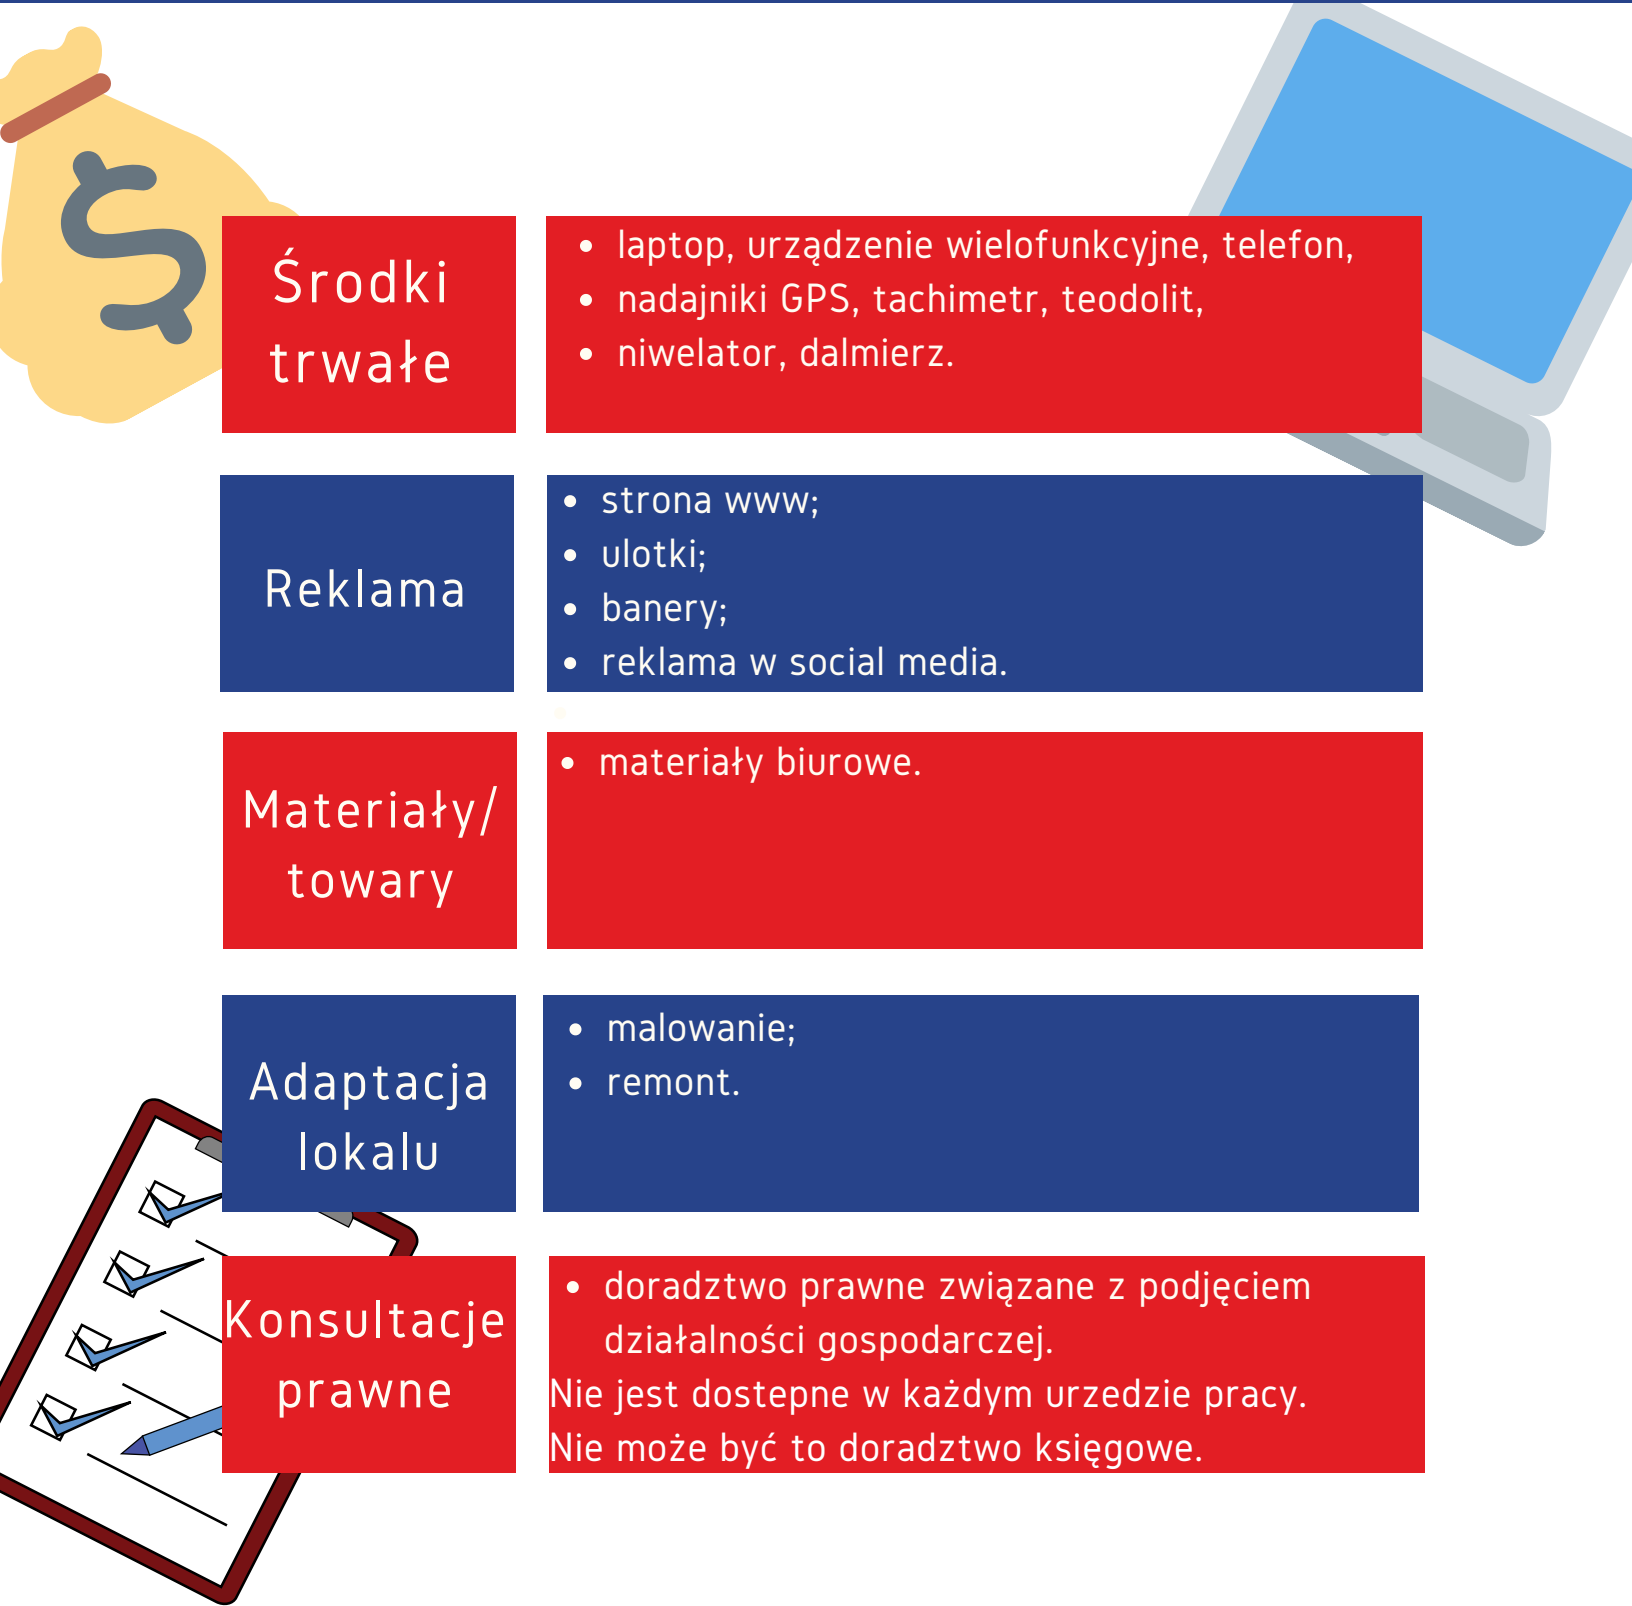 Środki
trwałe
• laptop, urządzenie wielofunkcyjne, telefon,
• nadajniki GPS, tachimetr, teodolit,
• niwelator, dalmierz.
Reklama
• strona www;
• ulotki;
• banery;
• reklama w social media.
Materiały/
towary
• materiały biurowe.
Adaptacja
lokalu
• malowanie;
• remont.
Konsultacje
prawne
• doradztwo prawne związane z podjęciem
działalności gospodarczej.
Nie jest dostepne w każdym urzedzie pracy.
Nie może być to doradztwo księgowe.